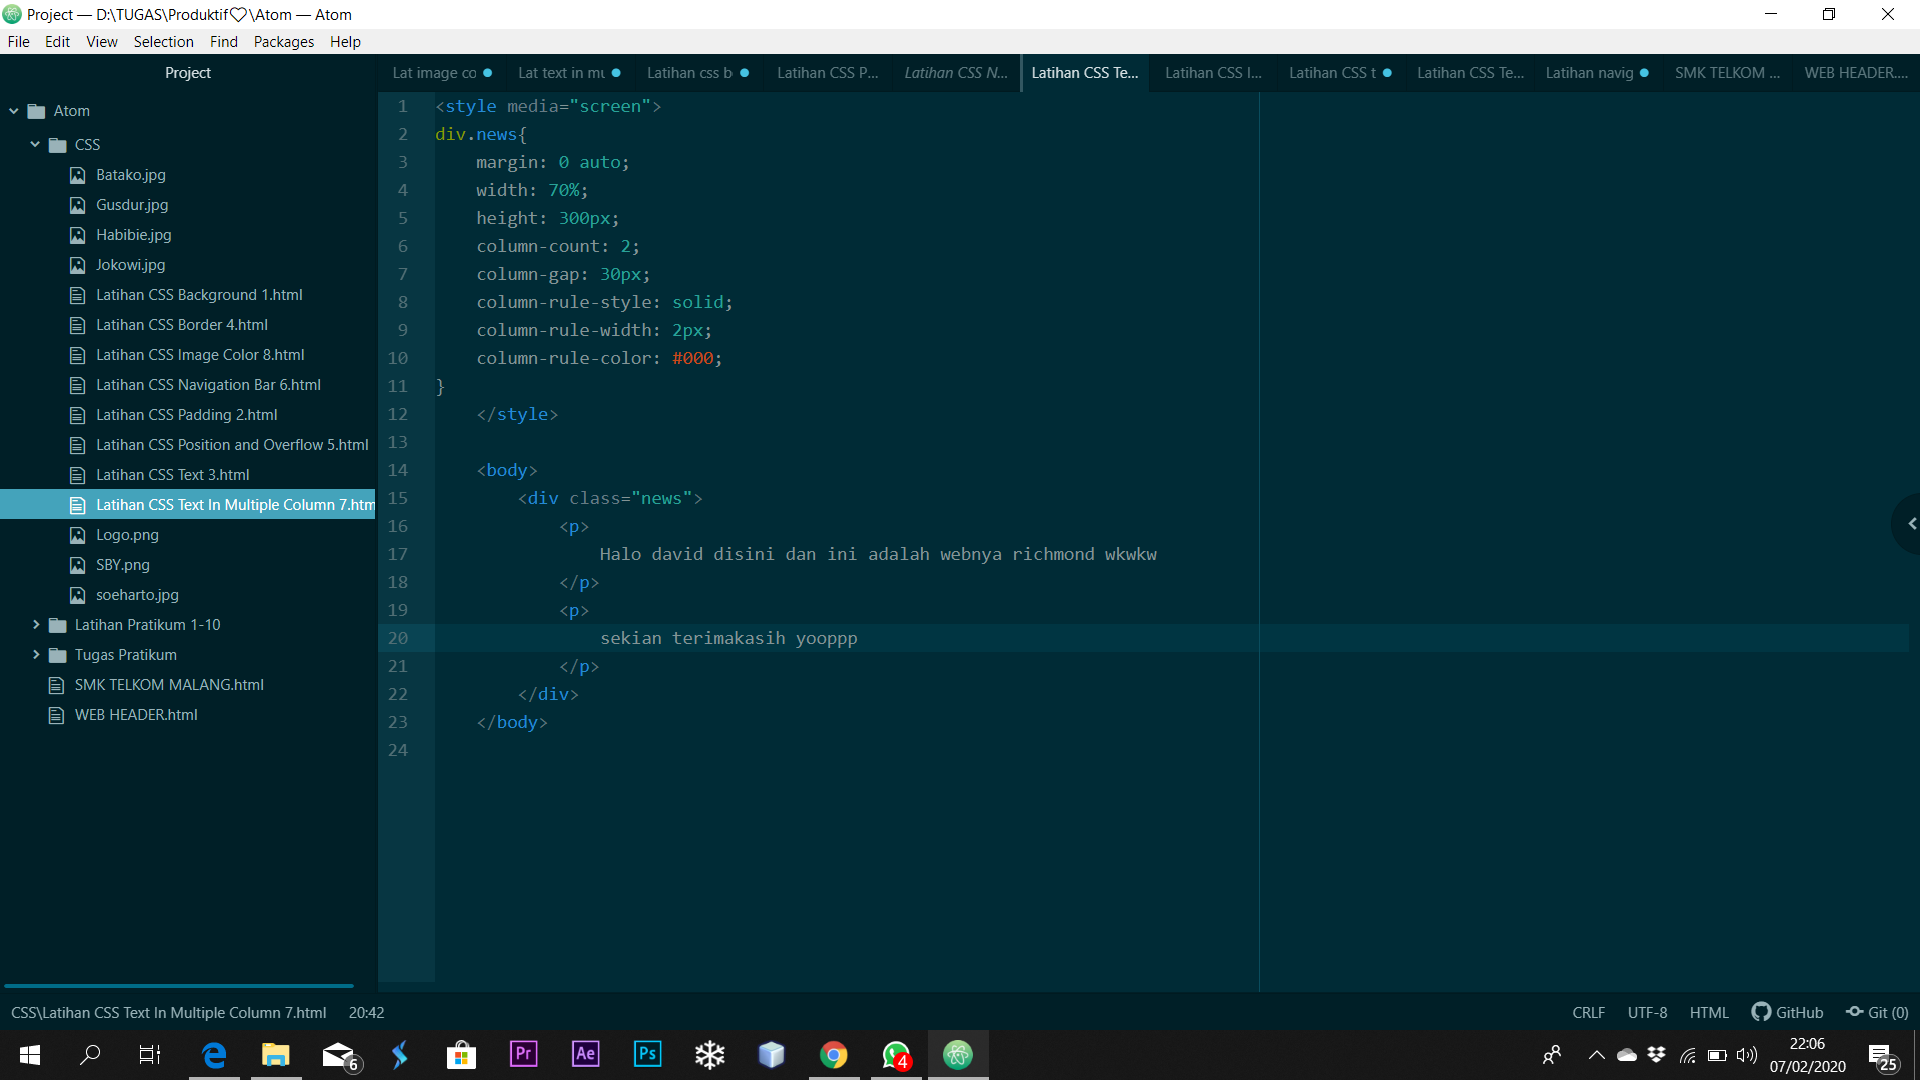 Project — D:\TUGAS\Produktif♡\Atom — Atom
File Edit View Selection Find Packages Help
Project
Lat image co
Lat text in mu
Latihan css b
Latihan CSS P...
Latihan CSS N...
Latihan CSS Te...
Latihan CSS I...
Latihan CSS t
Latihan CSS Te...
Latihan navig
SMK TELKOM ...
WEB HEADER....
Atom
CSS
Batako.jpg
Gusdur.jpg
Habibie.jpg
Jokowi.jpg
Latihan CSS Background 1.html
Latihan CSS Border 4.html
Latihan CSS Image Color 8.html
Latihan CSS Navigation Bar 6.html
Latihan CSS Padding 2.html
Latihan CSS Position and Overflow 5.html
Latihan CSS Text 3.html
Latihan CSS Text In Multiple Column 7.htm
Logo.png
SBY.png
soeharto.jpg
Latihan Pratikum 1-10
Tugas Pratikum
SMK TELKOM MALANG.html
WEB HEADER.html
1 <style media="screen">
2 div.news{
3 margin: 0 auto;
4 width: 70%;
5 height: 300px;
6 column-count: 2;
7 column-gap: 30px;
8 column-rule-style: solid;
9 column-rule-width: 2px;
10 column-rule-color: #000;
11 }
12 </style>
13
14 <body>
15 <div class="news">
16 <p>
17 Halo david disini dan ini adalah webnya richmond wkwkw
18 </p>
19 <p>
20 sekian terimakasih yooppp
21 </p>
22 </div>
23 </body>
24
CSS\Latihan CSS Text In Multiple Column 7.html 20:42
CRLF UTF-8 HTML GitHub Git (0)
6
Pr
Ae
Ps
4
22:06
07/02/2020
25